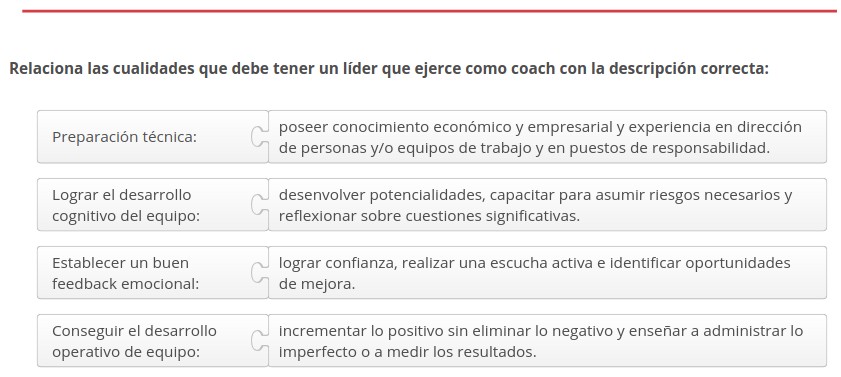 Relaciona las cualidades que debe tener un líder que ejerce como coach con la descripción correcta:
Preparación técnica:
poseer conocimiento económico y empresarial y experiencia en dirección
de personas y/o equipos de trabajo y en puestos de responsabilidad.
Lograr el desarrollo
cognitivo del equipo:
desenvolver potencialidades, capacitar para asumir riesgos necesarios y
reflexionar sobre cuestiones significativas.
Establecer un buen
feedback emocional:
lograr confianza, realizar una escucha activa e identificar oportunidades
de mejora.
Conseguir el desarrollo
operativo de equipo:
incrementar lo positivo sin eliminar lo negativo y enseñar a administrar lo
imperfecto o a medir los resultados.